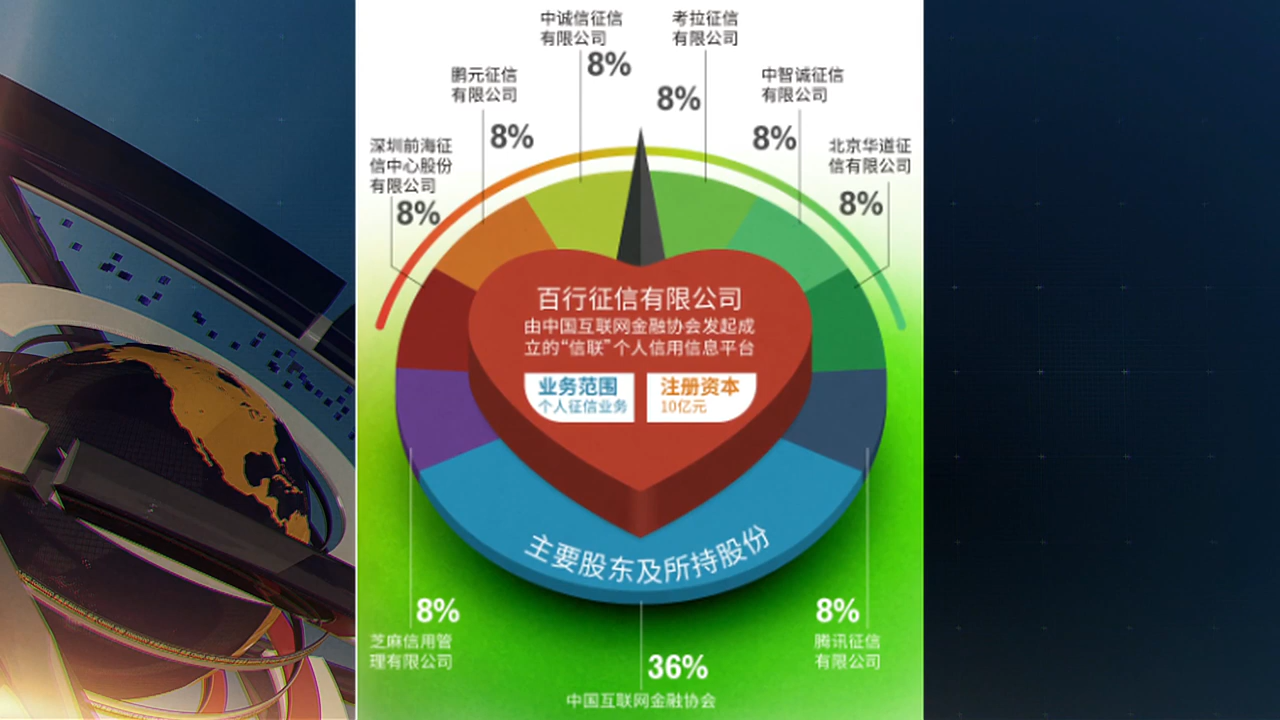 中诚信征信
有限公司
8%
考拉征信
有限公司
8%
鹏元征信
有限公司
8%
中智诚征信
有限公司
8%
深圳前海征
信中心股份
有限公司
8%
北京华道征
信有限公司
8%
百行征信有限公司
由中国互联网金融协会发起成
立的“信联”个人信用信息平台
业务范围
个人征信业务
注册资本
10亿元
主要股东及所持股份
8%
芝麻信用管
理有限公司
8%
腾讯征信
有限公司
36%
中国互联网金融协会